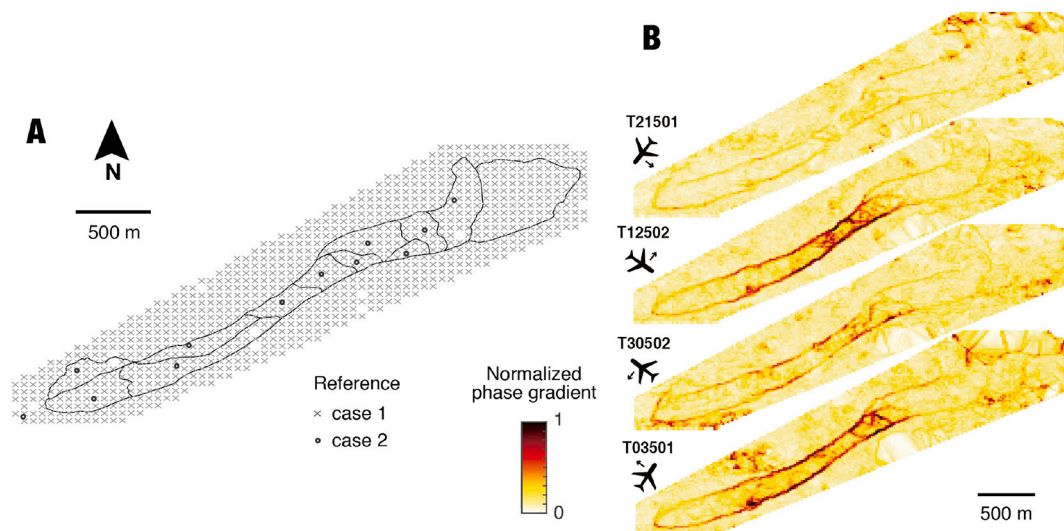 A
N
500 m
Reference
× case 1
case 2
Normalized
phase gradient
1
0
B
T21501
T12502
T30502
T03501
500 m